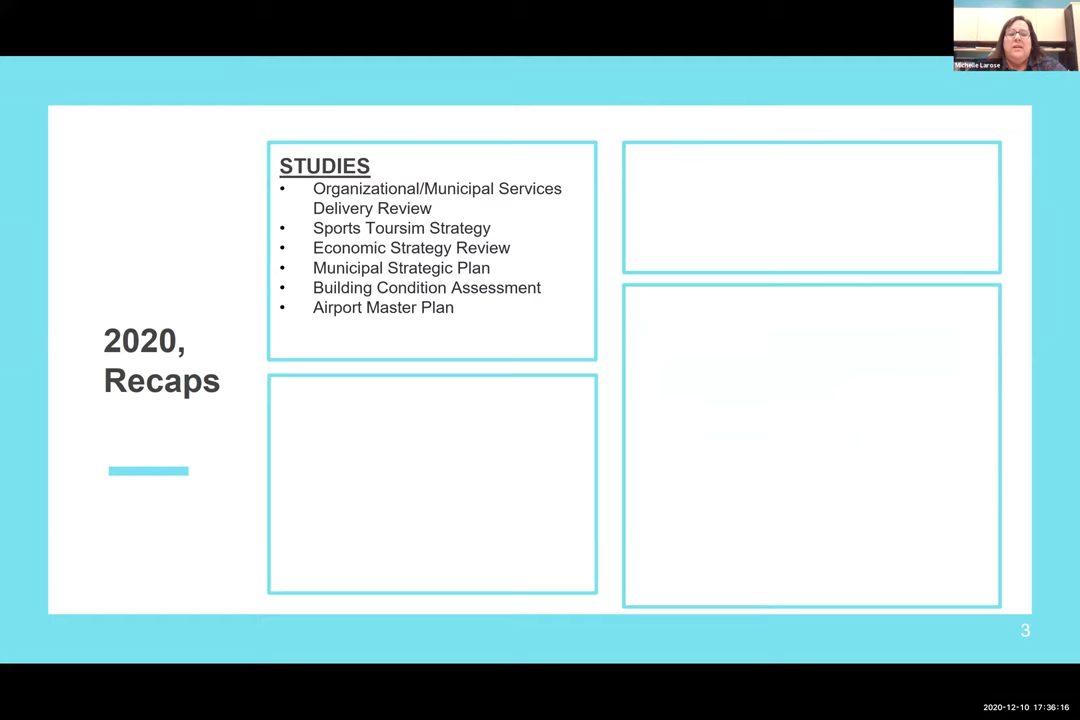 Michelle Larose
STUDIES
• Organizational/Municipal Services
Delivery Review
• Sports Toursim Strategy
• Economic Strategy Review
• Municipal Strategic Plan
• Building Condition Assessment
• Airport Master Plan
2020,
Recaps
3
2020-12-10 17:36:16